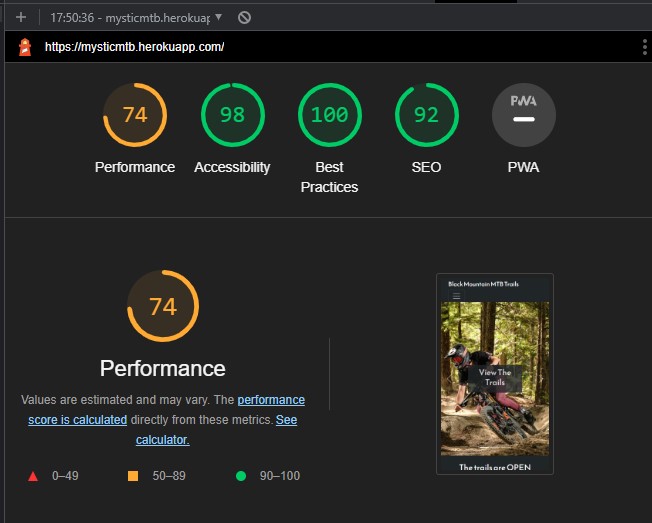 17:50:36 - mysticmtb.herokuap
https://mysticmtb.herokuapp.com/
74
98
100
92
PWA
Performance
Accessibility
Best
Practices
SEO
PWA
74
Performance
Values are estimated and may vary. The performance
score is calculated directly from these metrics. See
calculator.
0–49
50–89
90–100
Black Mountain MTB Trails
View The
Trails
The trails are OPEN